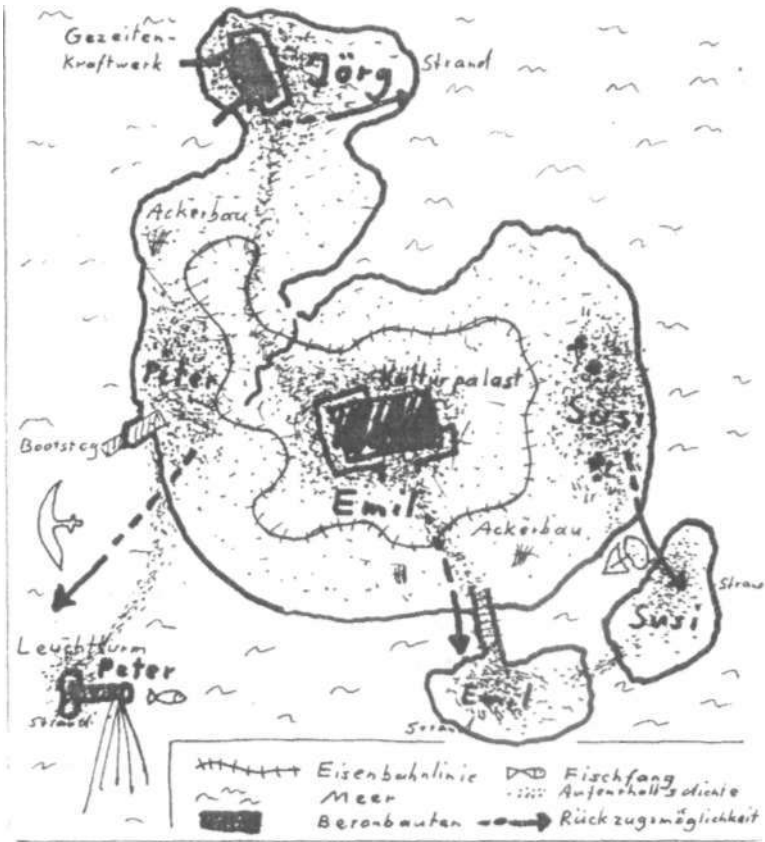 Gezeiten-
Kraftwerk
Jörg
Strand
Ackerbau
Peter
Kulturpalast
Susi
Bootsteg
Emil
Ackerbau
Leuchtturm
Peter
Strand
Susi
Emil
Strand
Eisenbahnlinie
Fischfang
Meer
Aufenthaltsdichte
Betonbauten
Rückzugsmöglichkeit